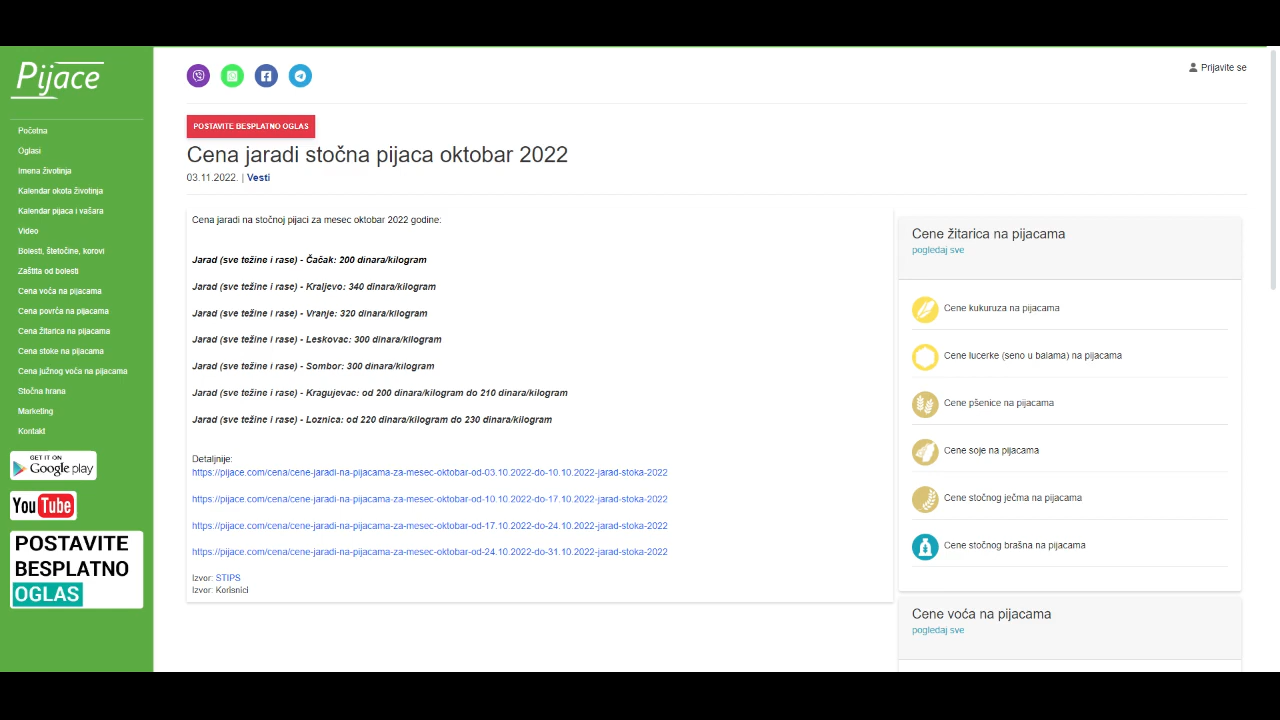 Pijace
Početna
Oglasi
Imena životinja
Kalendar okota životinja
Kalendar pijaca i vašara
Video
Bolesti, štetočine, korovi
Zaštita od bolesti
Cena voća na pijacama
Cena povrća na pijacama
Cena žitarica na pijacama
Cena stoke na pijacama
Cena južnog voća na pijacama
Stočna hrana
Marketing
Kontakt
GET IT ON
Google play
YouTube
POSTAVITE
BESPLATNO
OGLAS
Prijavite se
POSTAVITE BESPLATNO OGLAS
Cena jaradi stočna pijaca oktobar 2022
03.11.2022. | Vesti
Cena jaradi na stočnoj pijaci za mesec oktobar 2022 godine:
Jarad (sve težine i rase) - Čačak: 200 dinara/kilogram
Jarad (sve težine i rase) - Kraljevo: 340 dinara/kilogram
Jarad (sve težine i rase) - Vranje: 320 dinara/kilogram
Jarad (sve težine i rase) - Leskovac: 300 dinara/kilogram
Jarad (sve težine i rase) - Sombor: 300 dinara/kilogram
Jarad (sve težine i rase) - Kragujevac: od 200 dinara/kilogram do 210 dinara/kilogram
Jarad (sve težine i rase) - Loznica: od 220 dinara/kilogram do 230 dinara/kilogram
Detaljnije:
https://pijace.com/cena/cene-jaradi-na-pijacama-za-mesec-oktobar-od-03.10.2022-do-10.10.2022-jarad-stoka-2022
https://pijace.com/cena/cene-jaradi-na-pijacama-za-mesec-oktobar-od-10.10.2022-do-17.10.2022-jarad-stoka-2022
https://pijace.com/cena/cene-jaradi-na-pijacama-za-mesec-oktobar-od-17.10.2022-do-24.10.2022-jarad-stoka-2022
https://pijace.com/cena/cene-jaradi-na-pijacama-za-mesec-oktobar-od-24.10.2022-do-31.10.2022-jarad-stoka-2022
Izvor: STIPS
Izvor: Korisnici
Cene žitarica na pijacama
pogledaj sve
Cene kukuruza na pijacama
Cene lucerke (seno u balama) na pijacama
Cene pšenice na pijacama
Cene soje na pijacama
Cene stočnog ječma na pijacama
Cene stočnog brašna na pijacama
Cene voća na pijacama
pogledaj sve